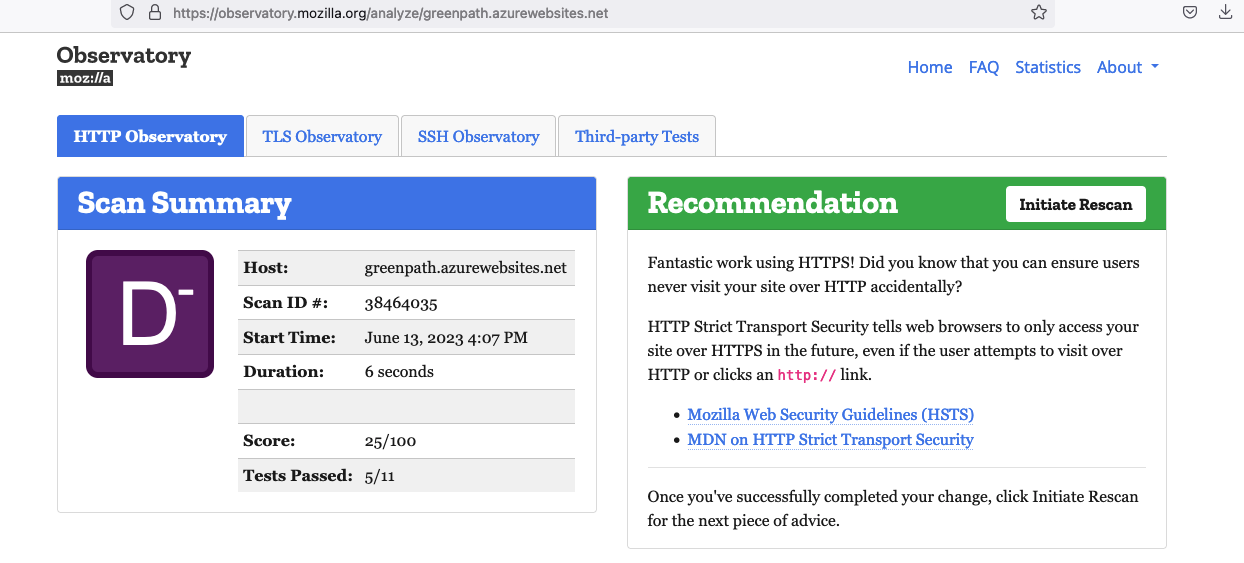 https://observatory.mozilla.org/analyze/greenpath.azurewebsites.net
Observatory
moz://a
Home FAQ Statistics About
HTTP Observatory TLS Observatory SSH Observatory Third-party Tests
Scan Summary
D-
Host: greenpath.azurewebsites.net
Scan ID #: 38464035
Start Time: June 13, 2023 4:07 PM
Duration: 6 seconds
Score: 25/100
Tests Passed: 5/11
Recommendation
Initiate Rescan
Fantastic work using HTTPS! Did you know that you can ensure users
never visit your site over HTTP accidentally?
HTTP Strict Transport Security tells web browsers to only access your
site over HTTPS in the future, even if the user attempts to visit over
HTTP or clicks an http:// link.
• Mozilla Web Security Guidelines (HSTS)
• MDN on HTTP Strict Transport Security
Once you've successfully completed your change, click Initiate Rescan
for the next piece of advice.